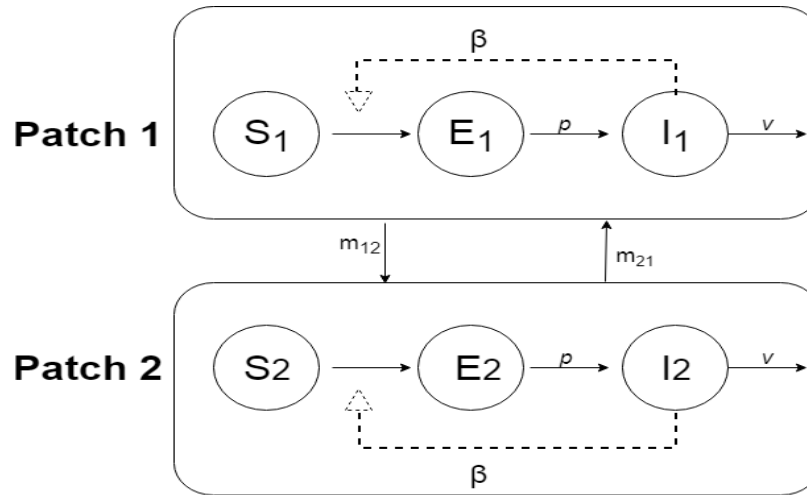 β
Patch 1
S₁
E₁
p
I₁
v
m₁₂
m₂₁
Patch 2
S2
E2
p
I2
v
β